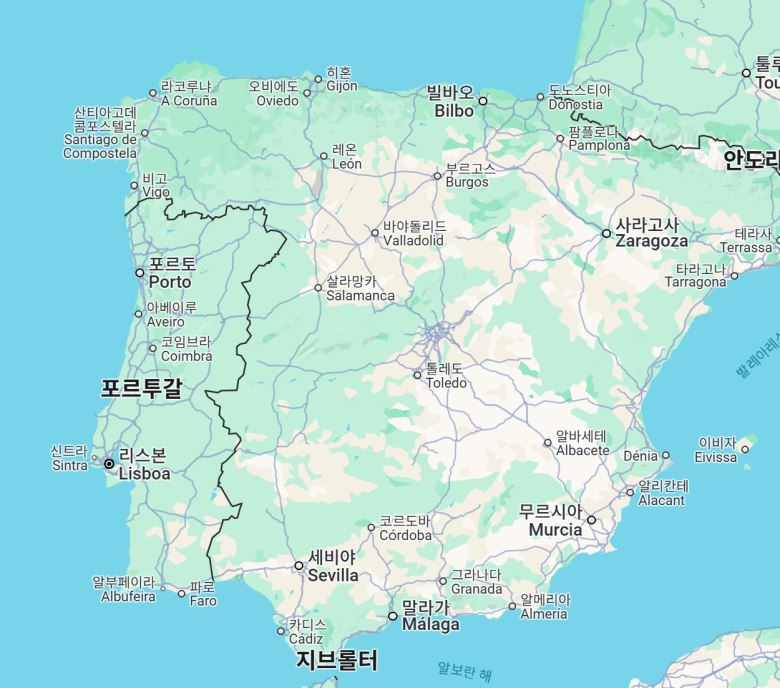 히혼
Gijón
라코루냐
A Coruña
오비에도
Oviedo
빌바오
Bilbo
도노스티아
Donostia
산티아고데
콤포스텔라
Santiago de
Compostela
팜플로나
Pamplona
레온
León
안도라
비고
Vigo
부르고스
Burgos
바야돌리드
Valladolid
사라고사
Zaragoza
테라사
Terrassa
포르토
Porto
타라고나
Tarragona
살라망카
Salamanca
아베이루
Aveiro
코임브라
Coimbra
톨레도
Toledo
포르투갈
발레아레스
신트라
Sintra
리스본
Lisboa
알바세테
Albacete
이비자
Eivissa
Dénia
알리칸테
Alacant
무르시아
Murcia
코르도바
Córdoba
세비야
Sevilla
그라나다
Granada
알부페이라
Albufeira
파로
Faro
말라가
Málaga
알메리아
Almería
카디스
Cádiz
지브롤터
알보란 해